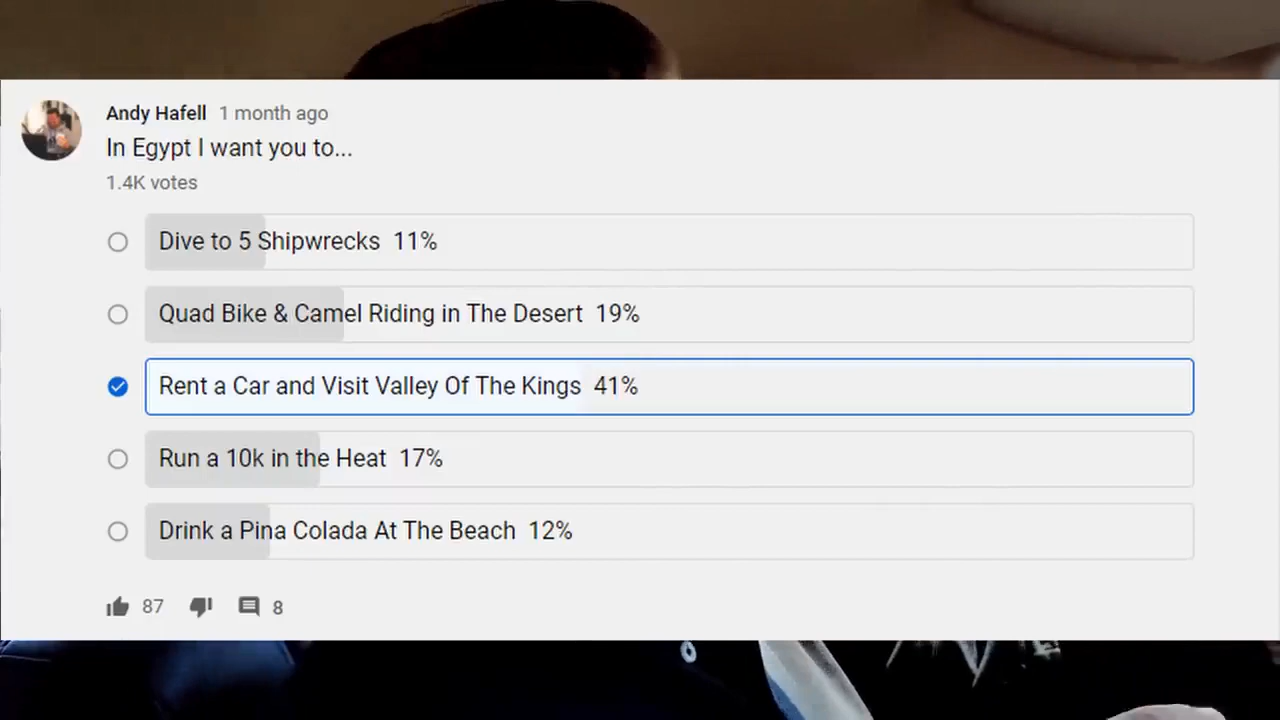 Andy Hafell 1 month ago
In Egypt I want you to...
1.4K votes
Dive to 5 Shipwrecks 11%
Quad Bike & Camel Riding in The Desert 19%
Rent a Car and Visit Valley Of The Kings 41%
Run a 10k in the Heat 17%
Drink a Pina Colada At The Beach 12%
87 8